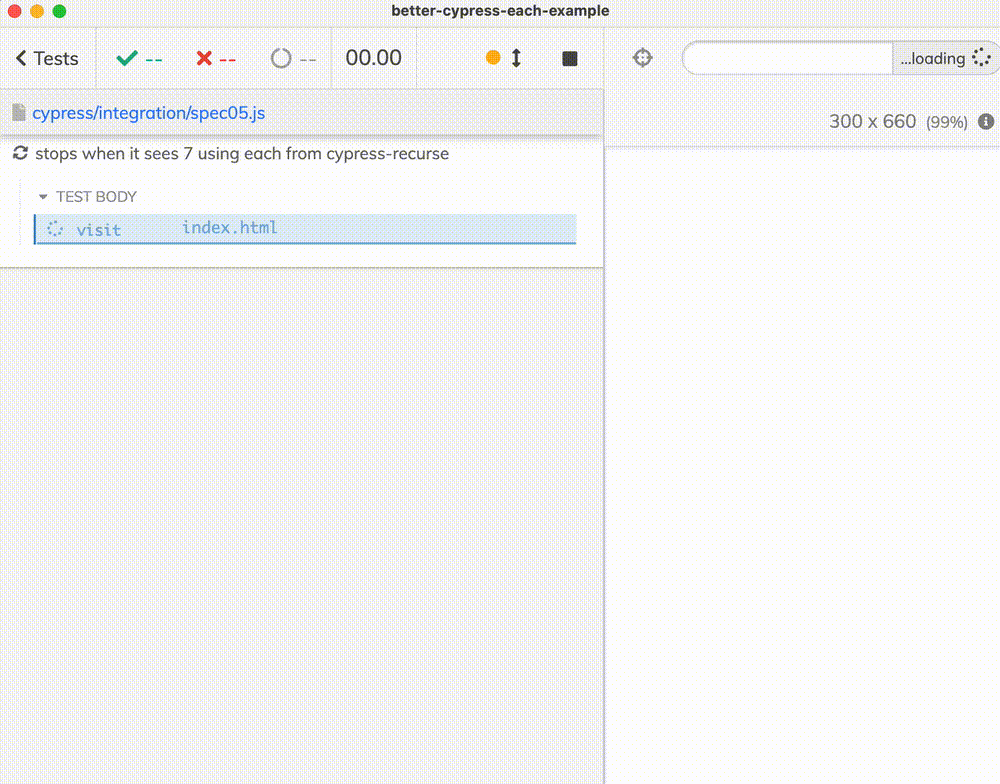 better-cypress-each-example
Tests -- -- -- 00.00 ...loading
cypress/integration/spec05.js
300 x 660 (99%)
stops when it sees 7 using each from cypress-recurse
TEST BODY
visit index.html